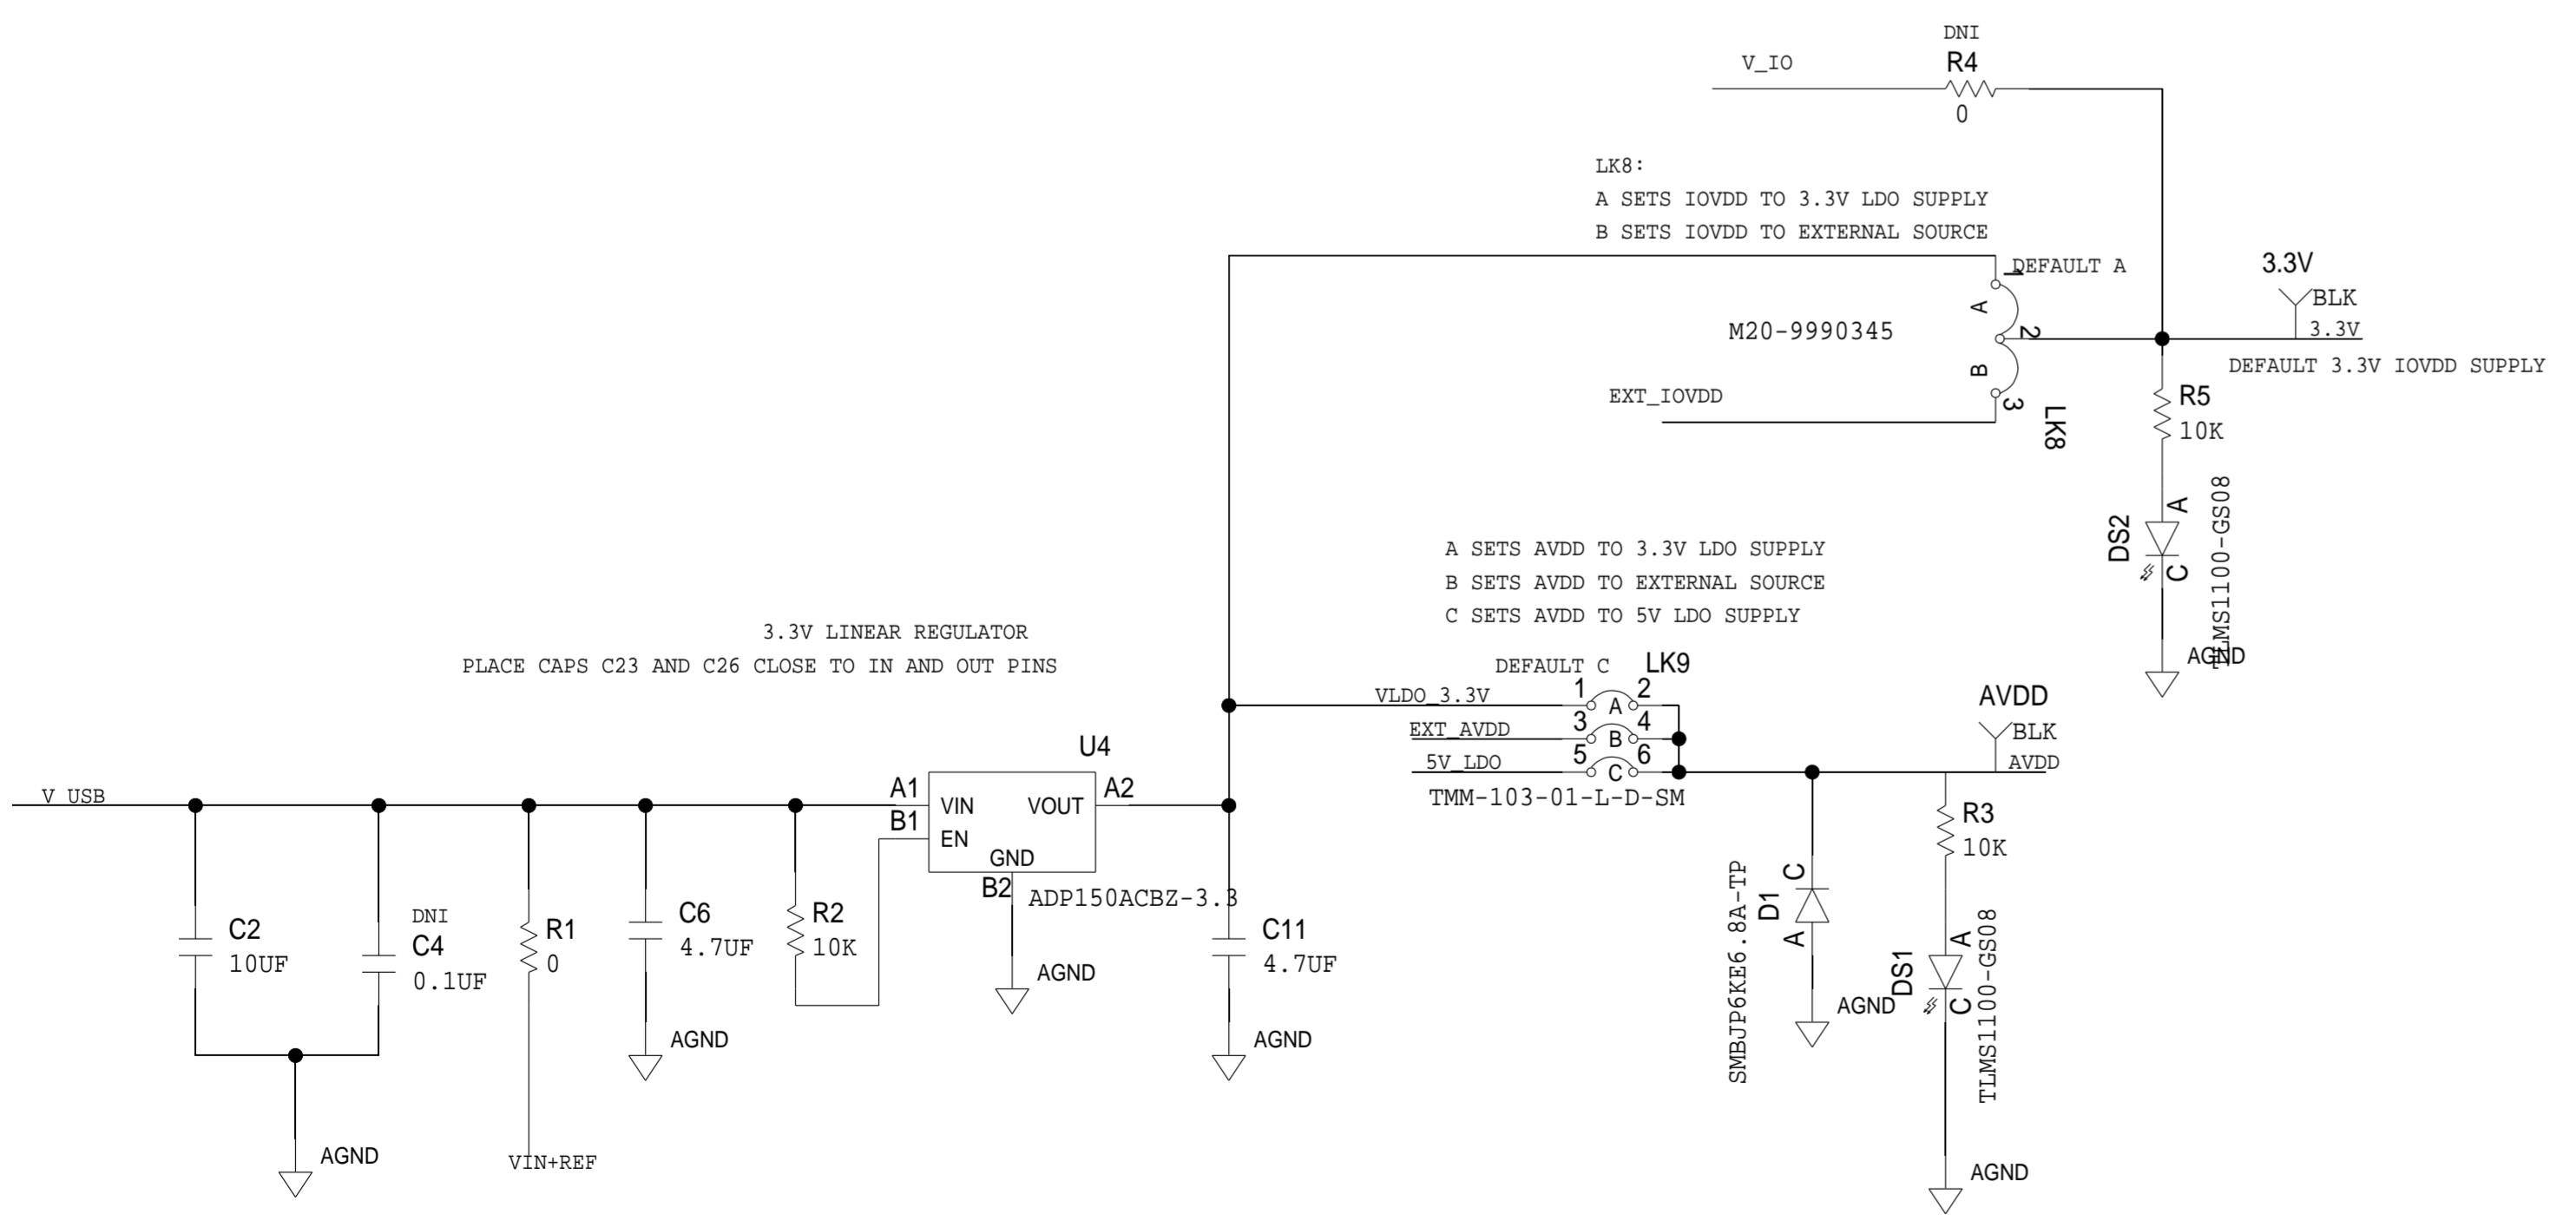 DNI
R4
V_IO
0
LK8:
A SETS IOVDD TO 3.3V LDO SUPPLY
B SETS IOVDD TO EXTERNAL SOURCE
DEFAULT A
1
A
M20-9990345
2
B
EXT_IOVDD
3
LK8
3.3V
BLK
3.3V
DEFAULT 3.3V IOVDD SUPPLY
R5
10K
A
DS2
C
TLMS1100-GS08
AGND
A SETS AVDD TO 3.3V LDO SUPPLY
B SETS AVDD TO EXTERNAL SOURCE
C SETS AVDD TO 5V LDO SUPPLY
3.3V LINEAR REGULATOR
PLACE CAPS C23 AND C26 CLOSE TO IN AND OUT PINS
DEFAULT C
LK9
VLDO_3.3V
1
A
2
EXT_AVDD
3
B
4
5V_LDO
5
C
6
TMM-103-01-L-D-SM
AVDD
BLK
AVDD
U4
V_USB
A1
VIN
VOUT
A2
B1
EN
GND
B2
ADP150ACBZ-3.3
AGND
C2
10UF
DNI
C4
0.1UF
AGND
R1
0
VIN+REF
C6
4.7UF
AGND
R2
10K
C11
4.7UF
AGND
C
D1
A
SMBJP6KE6.8A-TP
AGND
R3
10K
A
DS1
C
TLMS1100-GS08
AGND